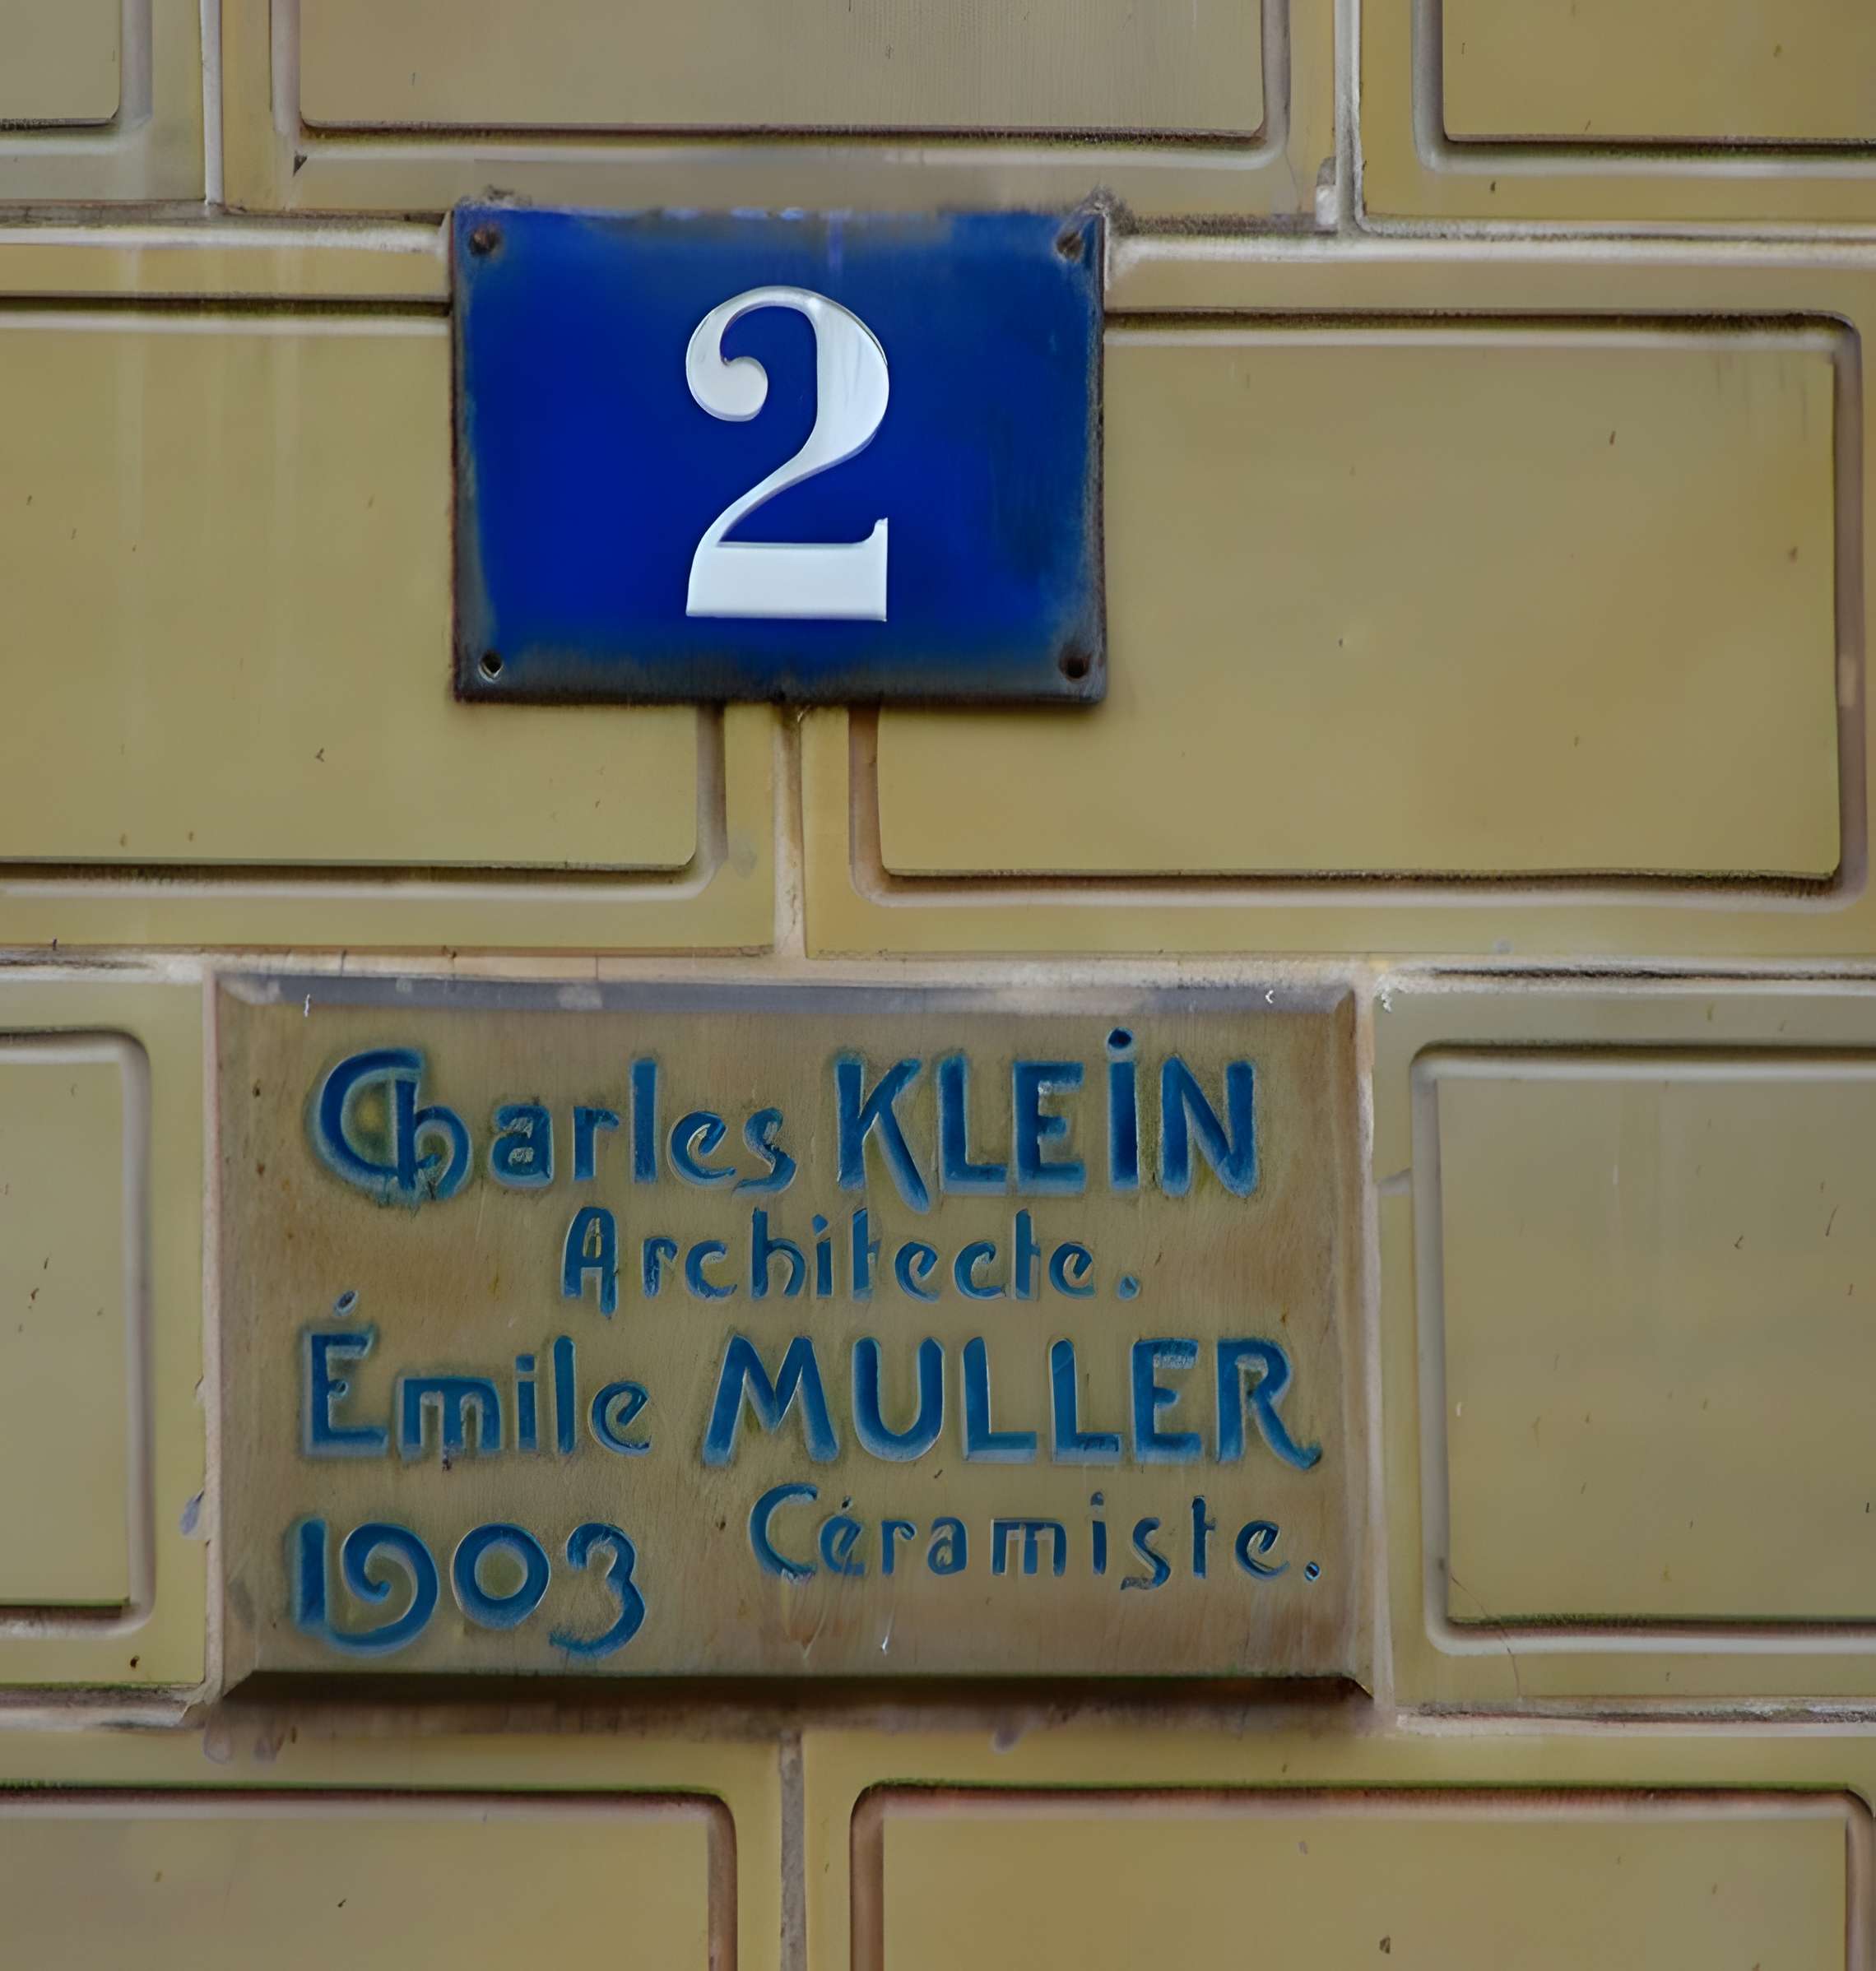 2
Charles KLEiN
Architecte.
Émile MULLER
Céramiste.
1903